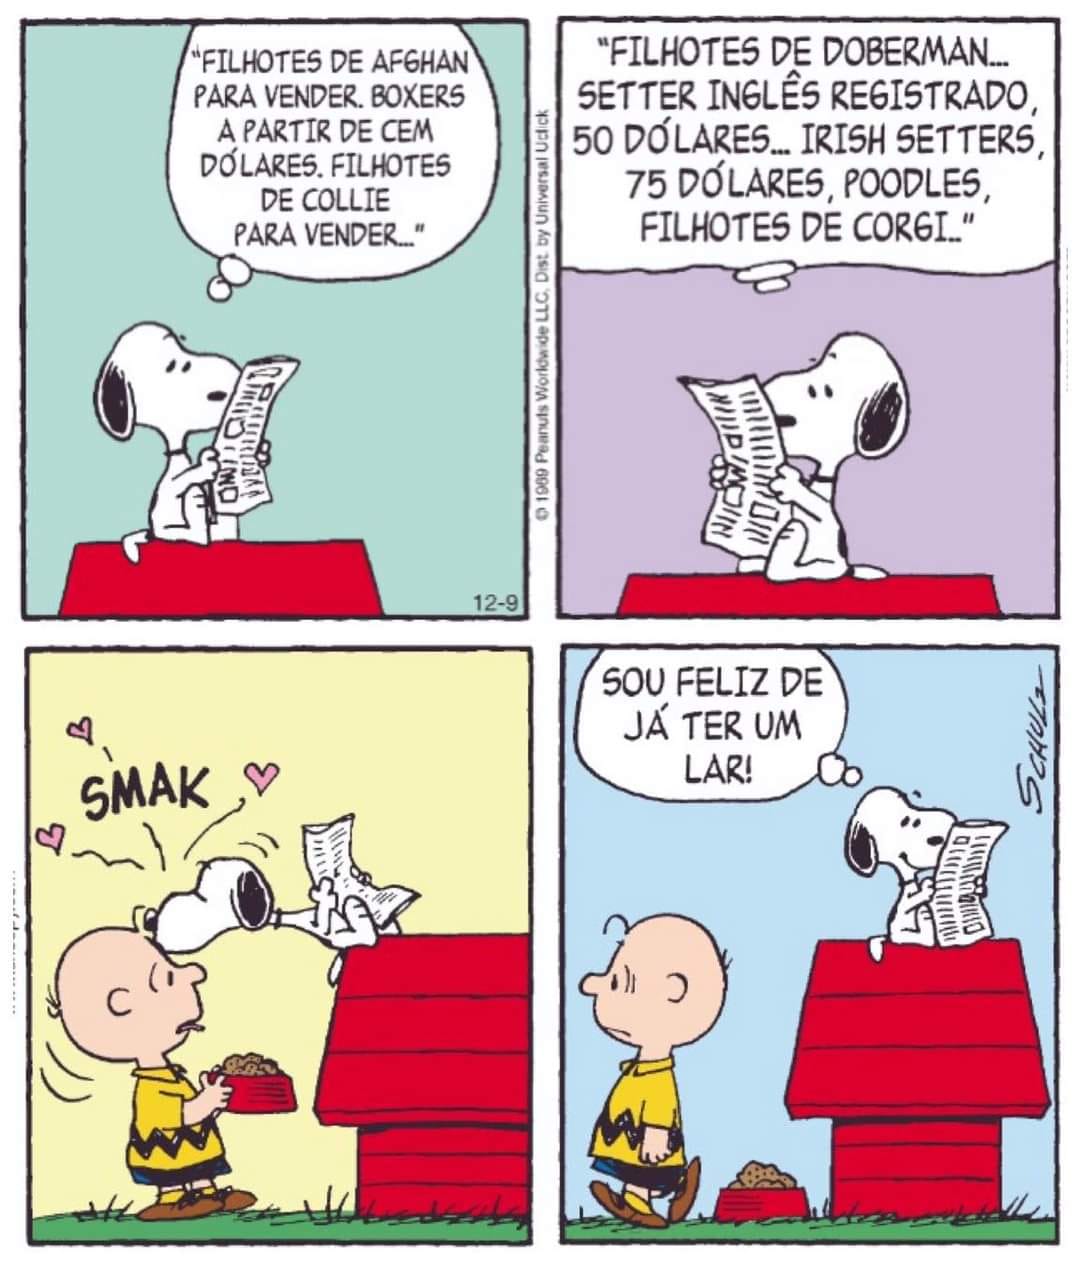 "FILHOTES DE AFGHAN
PARA VENDER. BOXERS
A PARTIR DE CEM
DÓLARES. FILHOTES
DE COLLIE
PARA VENDER..."
12-9
© 1969 Peanuts Worldwide LLC, Dist. by Universal Uclick
"FILHOTES DE DOBERMAN...
SETTER INGLÊS REGISTRADO,
50 DÓLARES... IRISH SETTERS,
75 DÓLARES, POODLES,
FILHOTES DE CORGI.."
SMAK
SOU FELIZ DE
JÁ TER UM
LAR!
SCHULZ